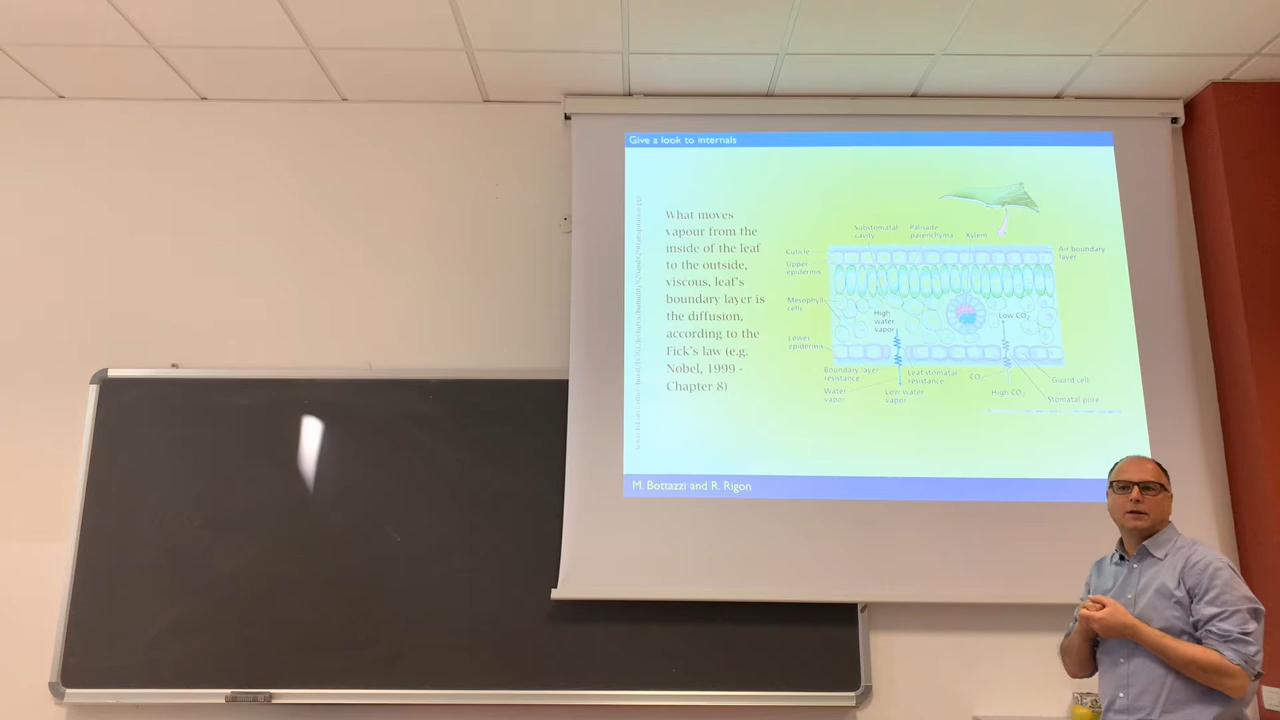 Give a look to internals
What moves
vapour from the
inside of the leaf
to the outside,
viscous, leaf's
boundary layer is
the diffusion,
according to the
Fick's law (e.g.
Nobel, 1999 -
Chapter 8)
Substomatal
cavity
Palisade
parenchyma
Xylem
Cuticle
Upper
epidermis
Air boundary
layer
Mesophyll
cells
High
water
vapor
Low CO2
Lower
epidermis
Boundary layer
resistance
Leaf stomatal
resistance
CO2
Guard cell
Water
vapor
Low water
vapor
High CO2
Stomatal pore
M. Bottazzi and R. Rigon